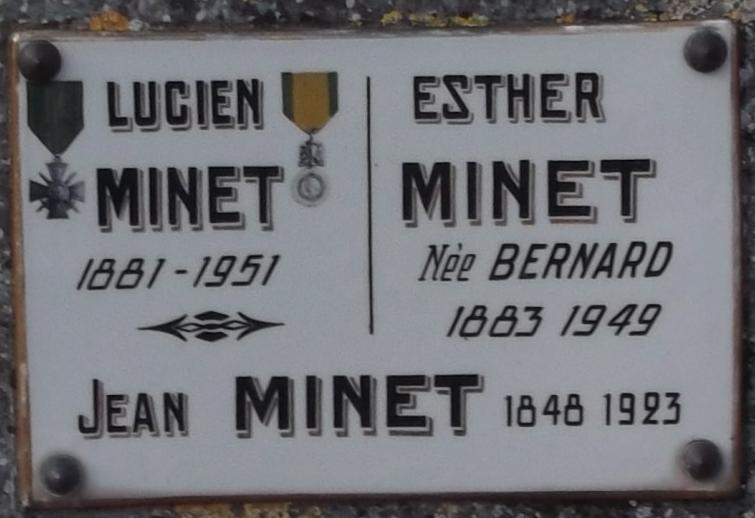 LUCIEN
MINET
1881-1951
ESTHER
MINET
Née BERNARD
1883 1949
JEAN MINET 1848 1923